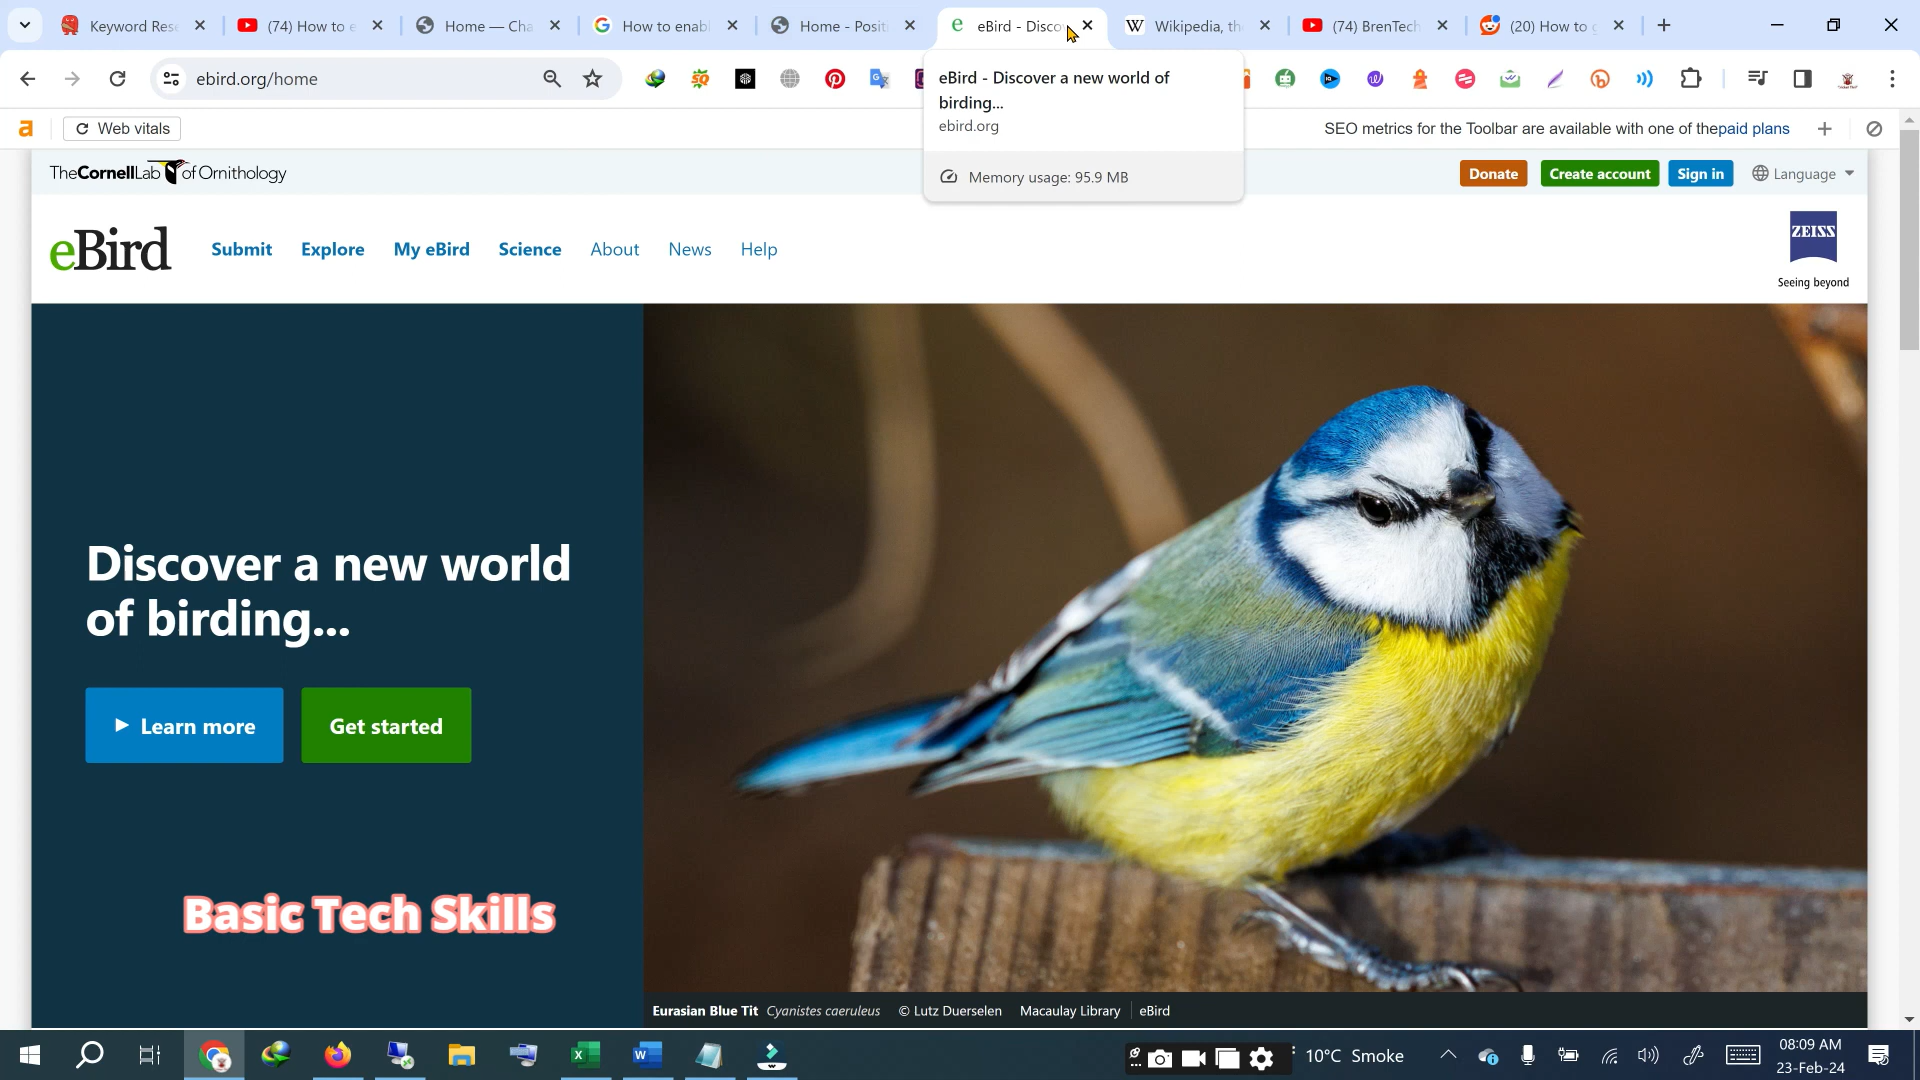 Keyword Rese
(74) How to e
Home — Cha
How to enabl
Home - Positi
eBird - Disco
Wikipedia, th
(74) BrenTech
(20) How to g
ebird.org/home
eBird - Discover a new world of
birding...
ebird.org
Memory usage: 95.9 MB
Web vitals
SEO metrics for the Toolbar are available with one of thepaid plans
TheCornellLab of Ornithology
Donate
Create account
Sign in
Language
eBird
Submit
Explore
My eBird
Science
About
News
Help
ZEISS
Seeing beyond
Discover a new world
of birding...
Learn more
Get started
Basic Tech Skills
Eurasian Blue Tit Cyanistes caeruleus © Lutz Duerselen Macaulay Library eBird
10°C Smoke
08:09 AM
23-Feb-24